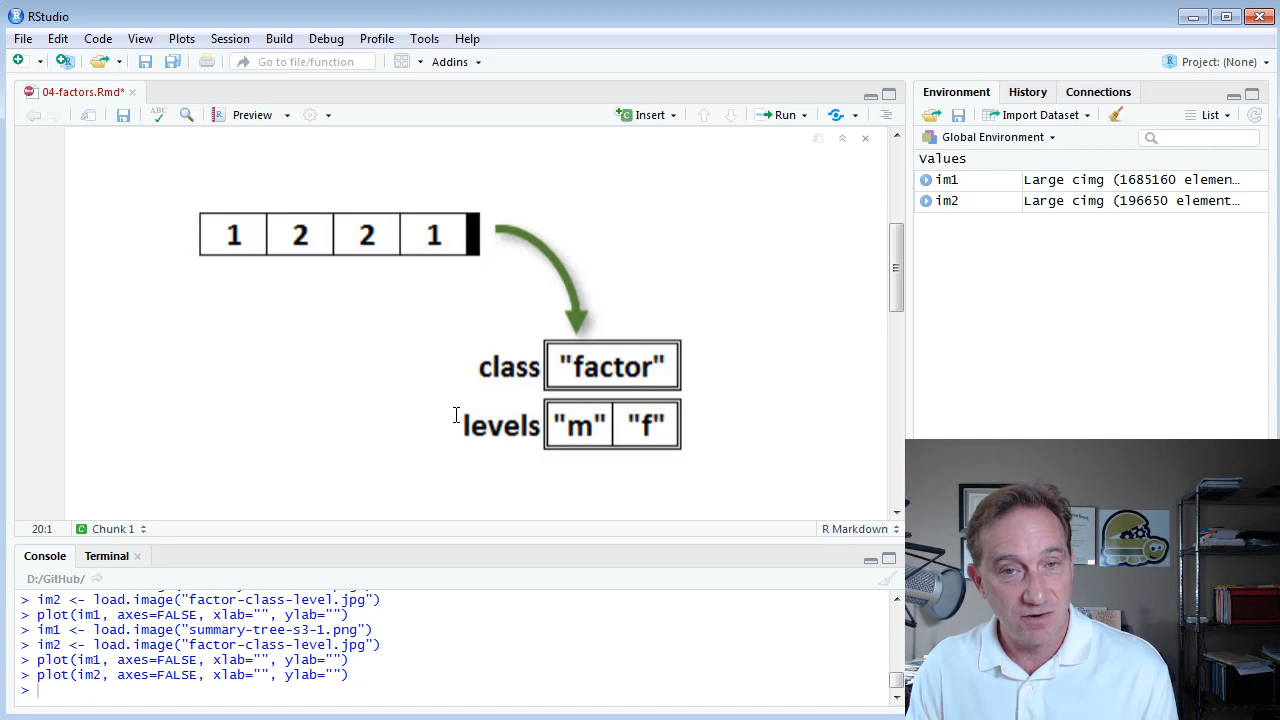 RStudio
File Edit Code View Plots Session Build Debug Profile Tools Help
Go to file/function Addins Project: (None)
04-factors.Rmd*
ABC Preview Insert Run
1 2 2 1
class "factor"
levels "m" "f"
20:1 Chunk 1 R Markdown
Environment History Connections
Import Dataset List
Global Environment
Values
im1 Large cimg (1685160 elemen…
im2 Large cimg (196650 element…
Console Terminal
D:/GitHub/
> im2 <- load.image("factor-class-level.jpg")
> plot(im1, axes=FALSE, xlab="", ylab="")
> im1 <- load.image("summary-tree-s3-1.png")
> im2 <- load.image("factor-class-level.jpg")
> plot(im1, axes=FALSE, xlab="", ylab="")
> plot(im2, axes=FALSE, xlab="", ylab="")
>